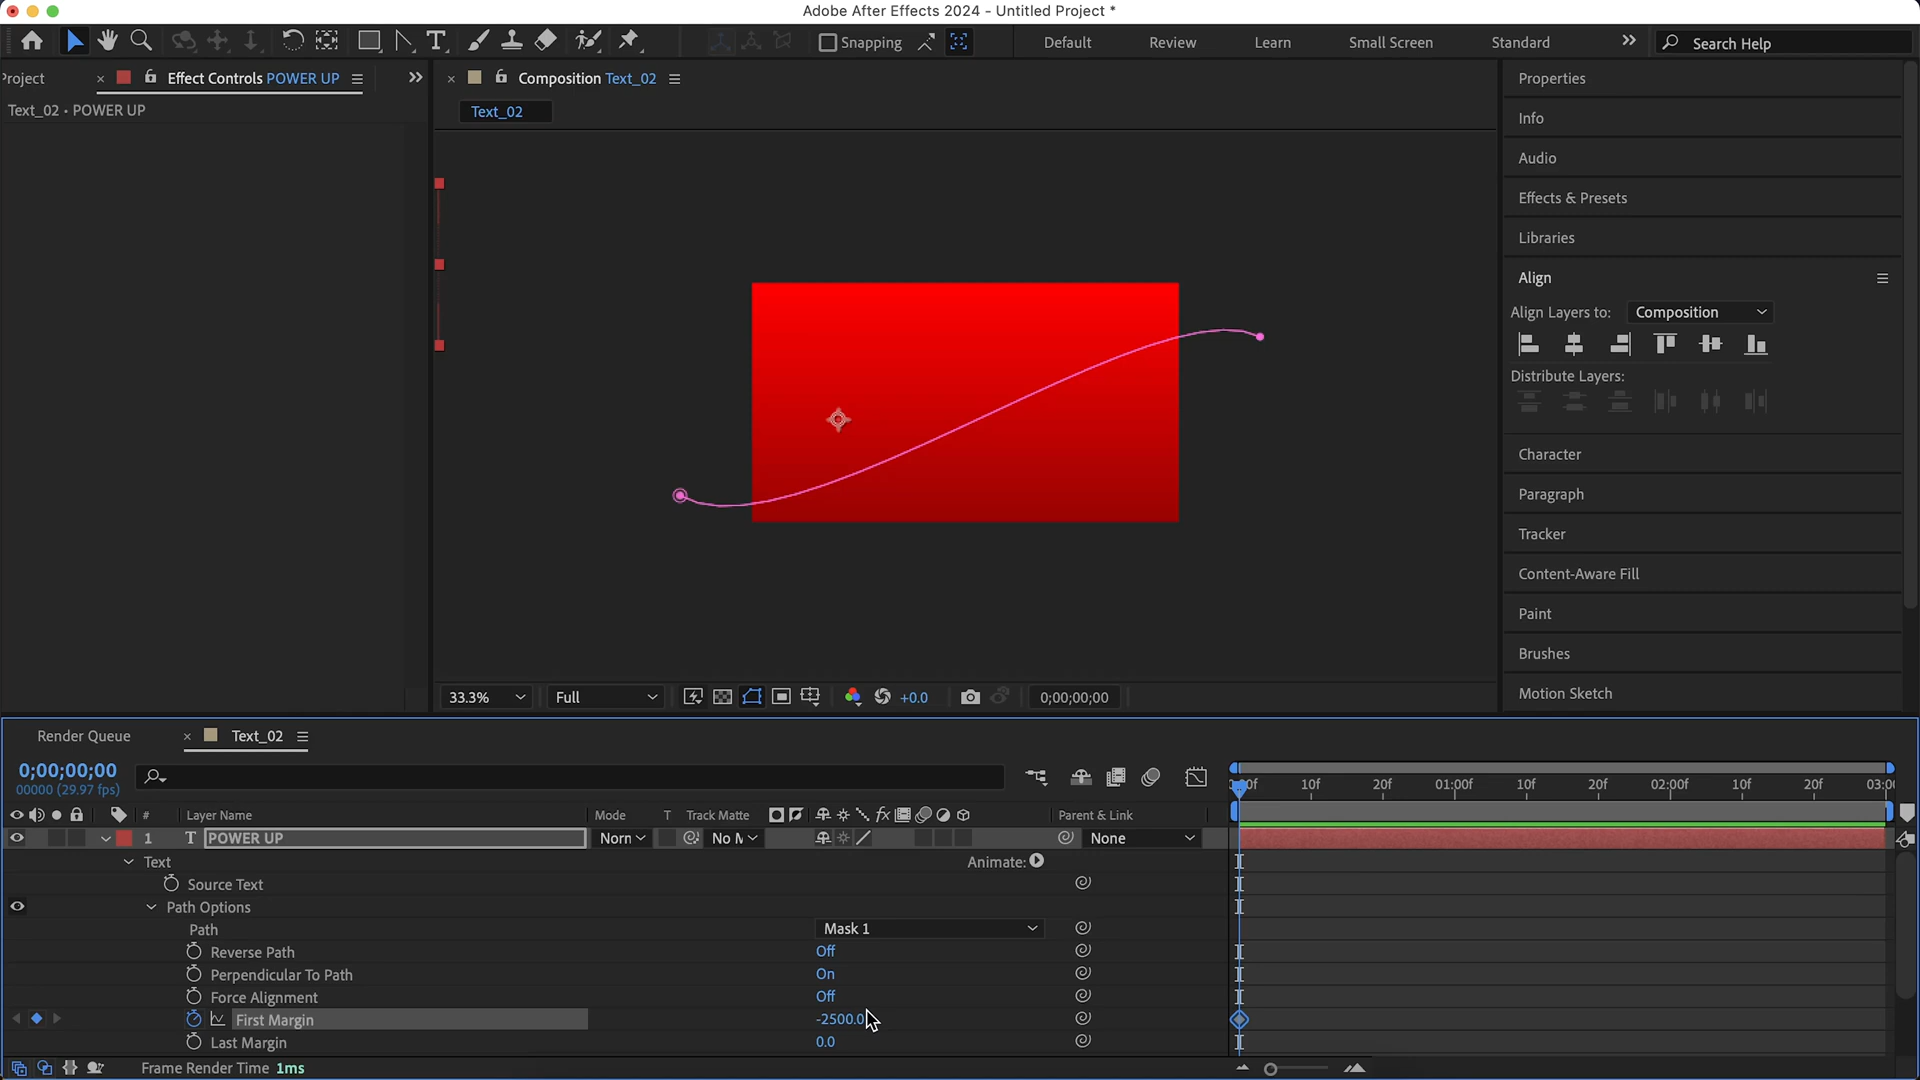 Adobe After Effects 2024 - Untitled Project *
Snapping
Default
Review
Learn
Small Screen
Standard
Search Help
Project
Effect Controls POWER UP
Text_02 • POWER UP
Composition Text_02
Text_02
Properties
Info
Audio
Effects & Presets
Libraries
Align
Align Layers to:
Composition
Distribute Layers:
Character
Paragraph
Tracker
Content-Aware Fill
Paint
Brushes
Motion Sketch
33.3%
Full
+0.0
0;00;00;00
Render Queue
Text_02
0;00;00;00
00000 (29.97 fps)
10f
20f
01:00f
10f
20f
02:00f
10f
20f
#
Layer Name
Mode
T
Track Matte
Parent & Link
1
T
POWER UP
Norn
No M
None
Text
Animate:
Source Text
Path Options
Path
Mask 1
Reverse Path
Off
Perpendicular To Path
On
Force Alignment
Off
First Margin
-2500.0
Last Margin
0.0
Frame Render Time 1ms